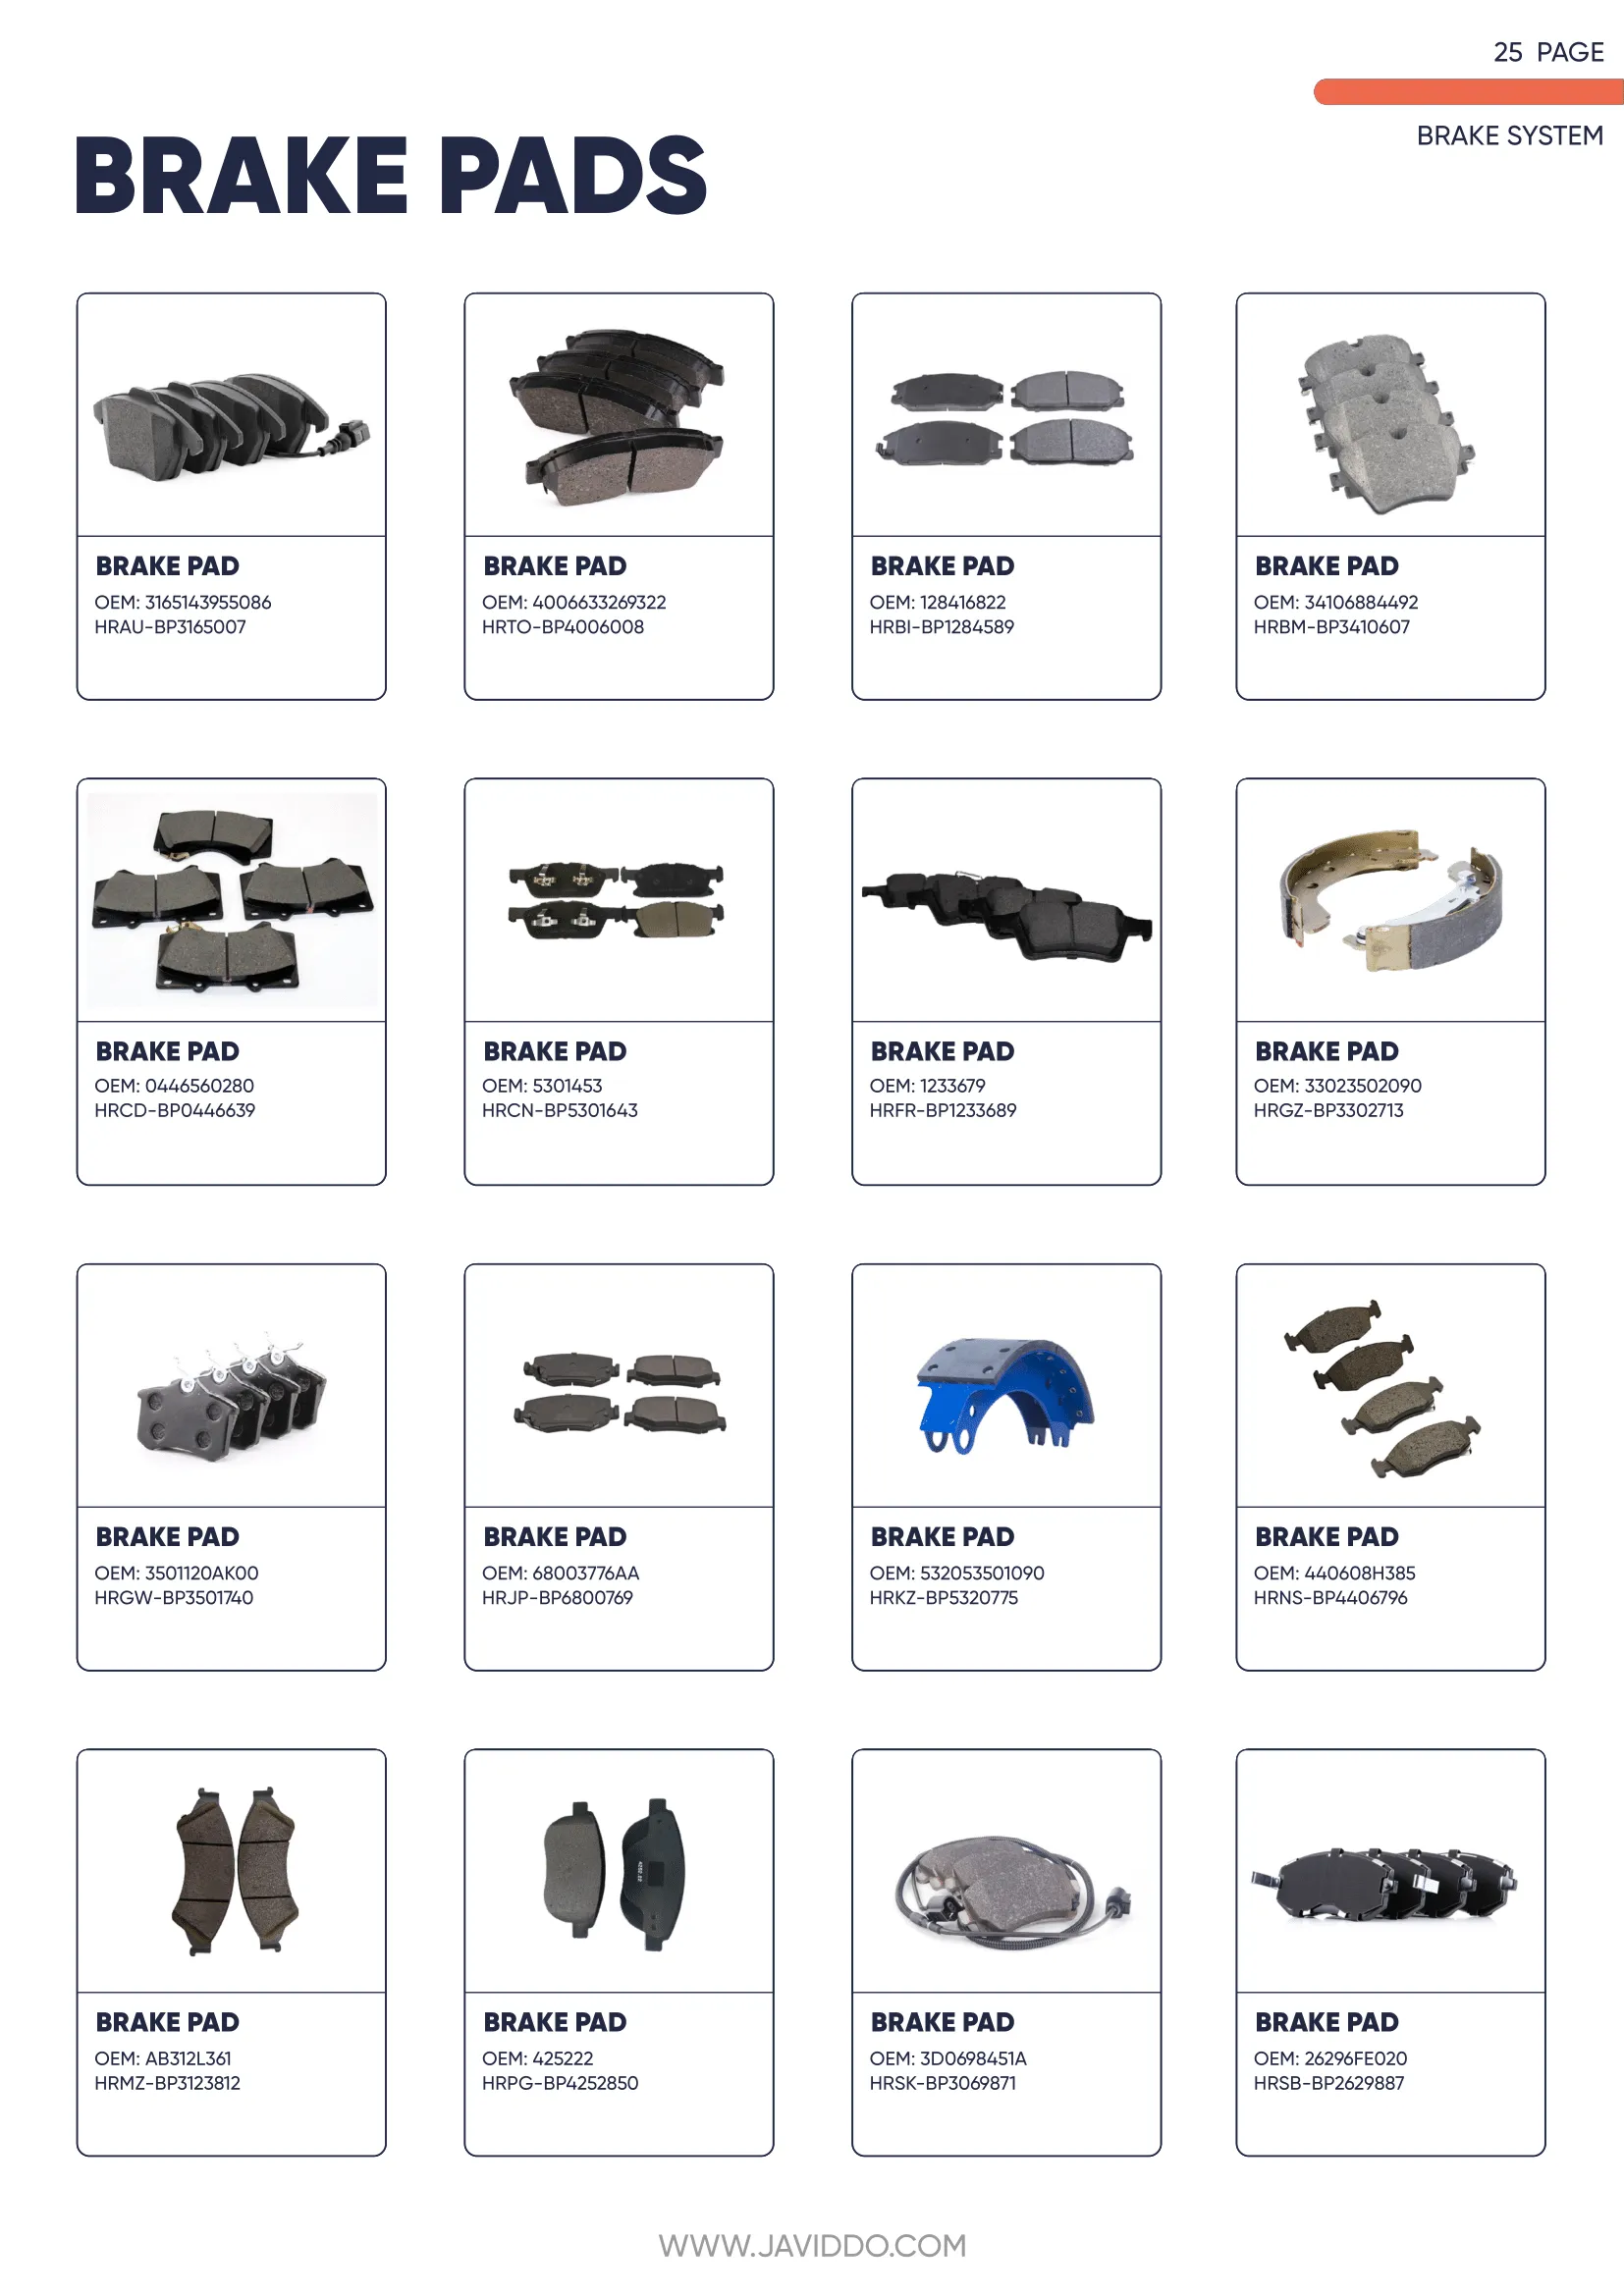 25 PAGE
BRAKE SYSTEM
BRAKE PADS
BRAKE PAD
OEM: 3165143955086
HRAU-BP3165007
BRAKE PAD
OEM: 4006633269322
HRTO-BP4006008
BRAKE PAD
OEM: 128416822
HRBI-BP1284589
BRAKE PAD
OEM: 34106884492
HRBM-BP3410607
BRAKE PAD
OEM: 0446560280
HRCD-BP0446639
BRAKE PAD
OEM: 5301453
HRCN-BP5301643
BRAKE PAD
OEM: 1233679
HRFR-BP1233689
BRAKE PAD
OEM: 33023502090
HRGZ-BP3302713
BRAKE PAD
OEM: 3501120AK00
HRGW-BP3501740
BRAKE PAD
OEM: 68003776AA
HRJP-BP6800769
BRAKE PAD
OEM: 532053501090
HRKZ-BP5320775
BRAKE PAD
OEM: 440608H385
HRNS-BP4406796
BRAKE PAD
OEM: AB312L361
HRMZ-BP3123812
BRAKE PAD
OEM: 425222
HRPG-BP4252850
BRAKE PAD
OEM: 3D0698451A
HRSK-BP3069871
BRAKE PAD
OEM: 26296FE020
HRSB-BP2629887
WWW.JAVIDDO.COM